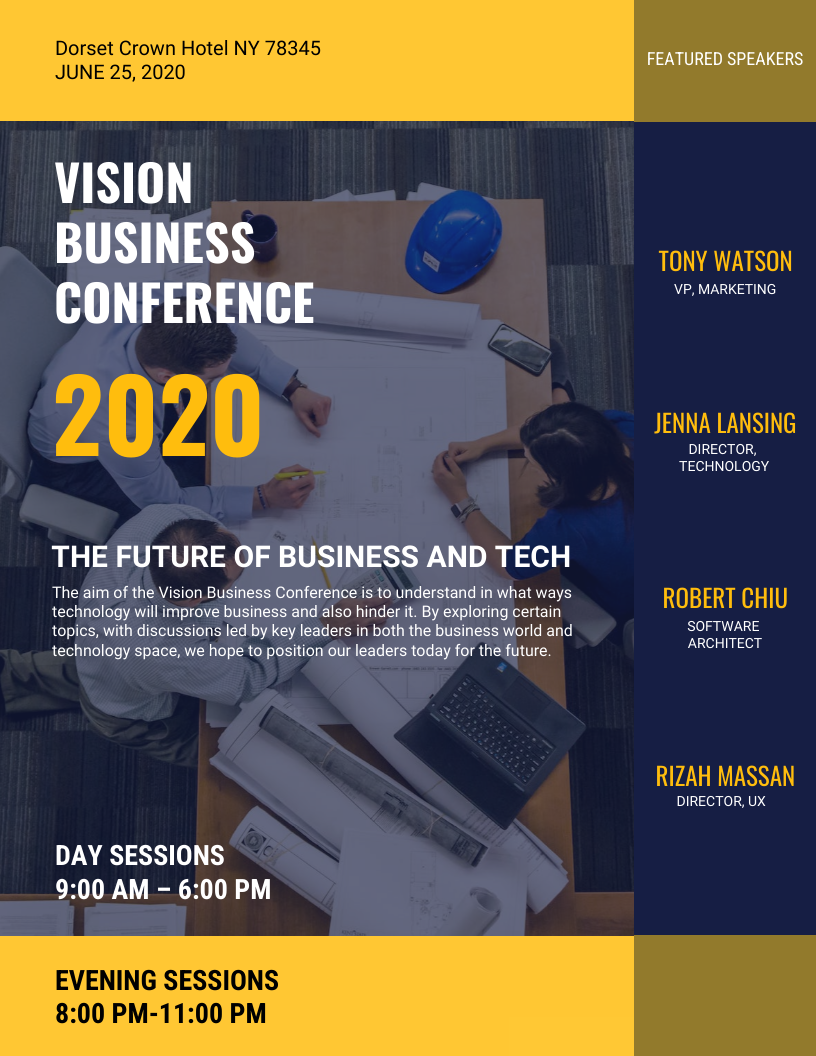 Dorset Crown Hotel NY 78345
JUNE 25, 2020
FEATURED SPEAKERS
VISION
BUSINESS
CONFERENCE
2020
THE FUTURE OF BUSINESS AND TECH
The aim of the Vision Business Conference is to understand in what ways
technology will improve business and also hinder it. By exploring certain
topics, with discussions led by key leaders in both the business world and
technology space, we hope to position our leaders today for the future.
DAY SESSIONS
9:00 AM – 6:00 PM
EVENING SESSIONS
8:00 PM-11:00 PM
TONY WATSON
VP, MARKETING
JENNA LANSING
DIRECTOR,
TECHNOLOGY
ROBERT CHIU
SOFTWARE
ARCHITECT
RIZAH MASSAN
DIRECTOR, UX